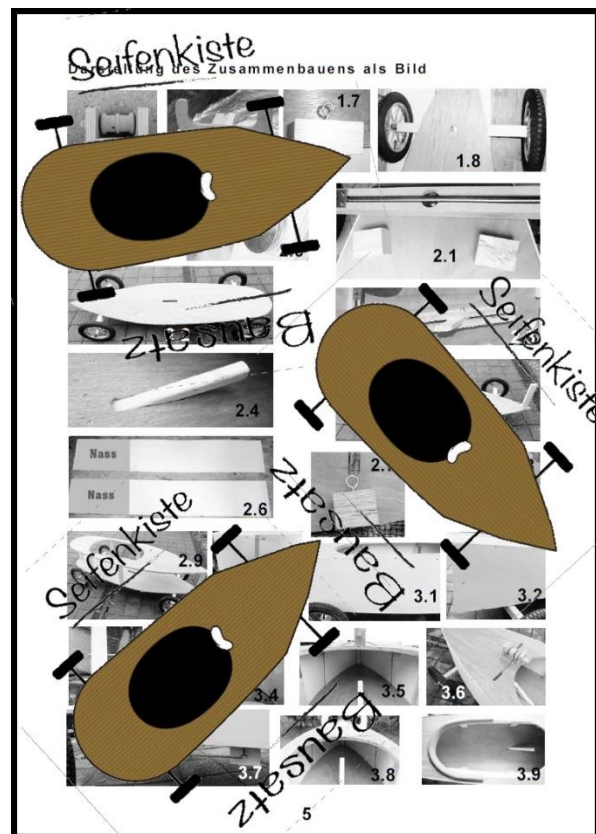 Seifenkiste
Darstellung des Zusammenbauens als Bild
1.7
1.8
2.1
Bausatz
Seifenkiste
2.4
Nass
Nass
2.6
Bausatz
Seifenkiste
2.9
3.1
3.2
3.4
3.5
3.6
Bausatz
3.7
3.8
3.9
5